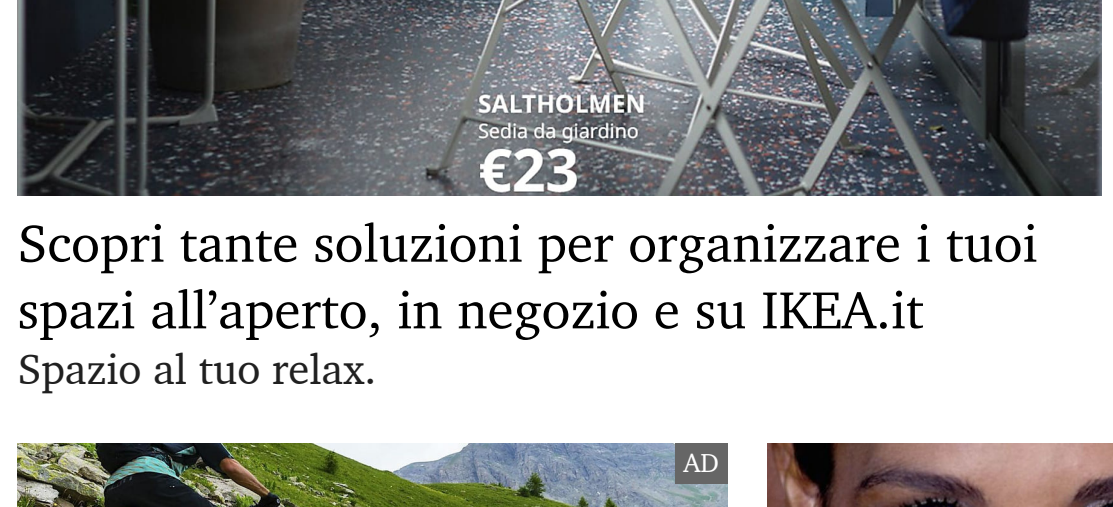 SALTHOLMEN
Sedia da giardino
€23
Scopri tante soluzioni per organizzare i tuoi
spazi all’aperto, in negozio e su IKEA.it
Spazio al tuo relax.
AD